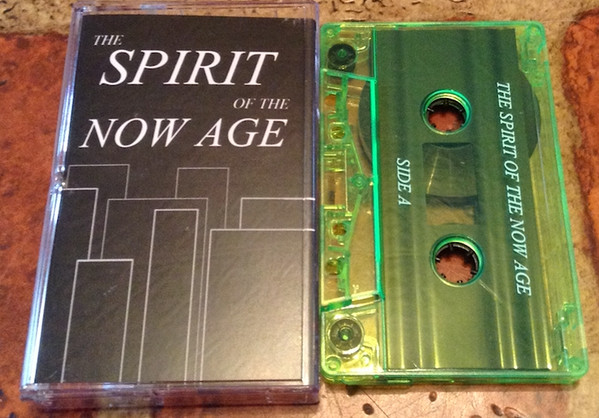 THE
SPIRIT
OF THE
NOW AGE
THE SPIRIT OF THE NOW AGE
SIDE A